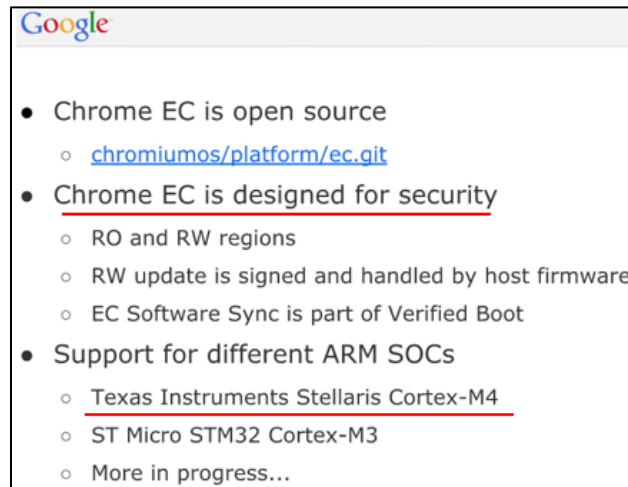 Google
● Chrome EC is open source
○ chromiumos/platform/ec.git
● Chrome EC is designed for security
○ RO and RW regions
○ RW update is signed and handled by host firmware
○ EC Software Sync is part of Verified Boot
● Support for different ARM SOCs
○ Texas Instruments Stellaris Cortex-M4
○ ST Micro STM32 Cortex-M3
○ More in progress...